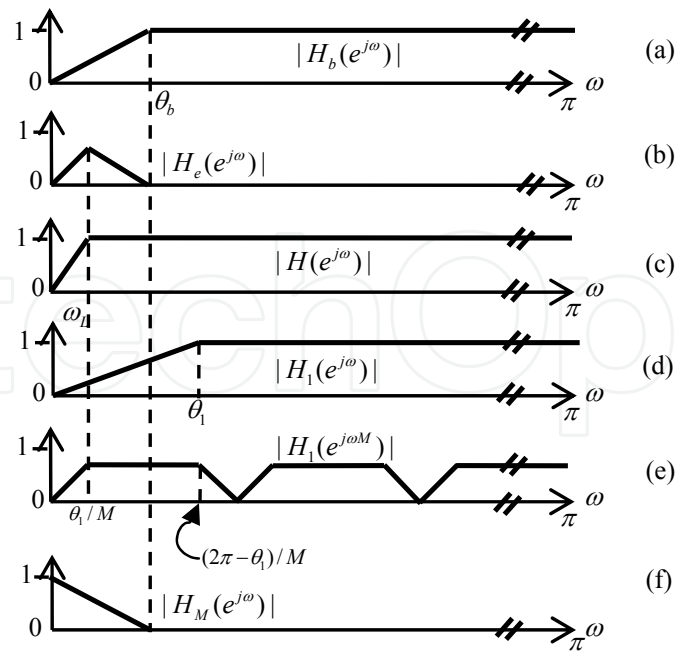 1
|H_b(e^{jω})|
(a)
0
θ_b
π
ω
1
|H_e(e^{jω})|
(b)
0
π
ω
1
|H(e^{jω})|
(c)
0
ω_L
π
ω
1
|H_1(e^{jω})|
(d)
0
θ_1
π
ω
1
|H_1(e^{jωM})|
(e)
0
θ_1/M
π
ω
(2π−θ_1)/M
1
|H_M(e^{jω})|
(f)
0
π
ω
techOp